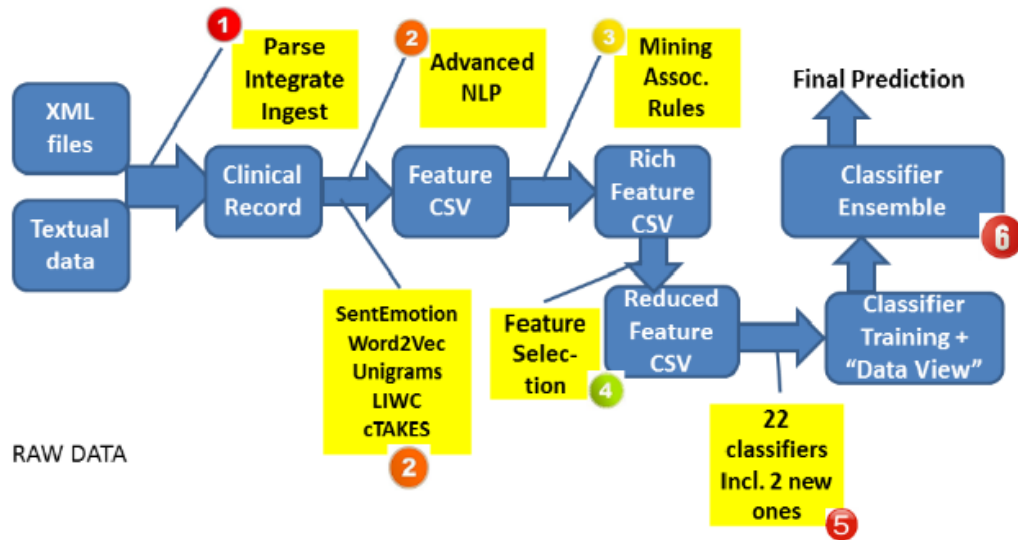 1
Parse
Integrate
Ingest
2
Advanced
NLP
3
Mining
Assoc.
Rules
Final Prediction
XML
files
Textual
data
Clinical
Record
Feature
CSV
Rich
Feature
CSV
Classifier
Ensemble
6
SentEmotion
Word2Vec
Unigrams
LIWC
cTAKES
2
Feature
Selec-
tion
4
Reduced
Feature
CSV
Classifier
Training +
“Data View”
22
classifiers
Incl. 2 new
ones
5
RAW DATA